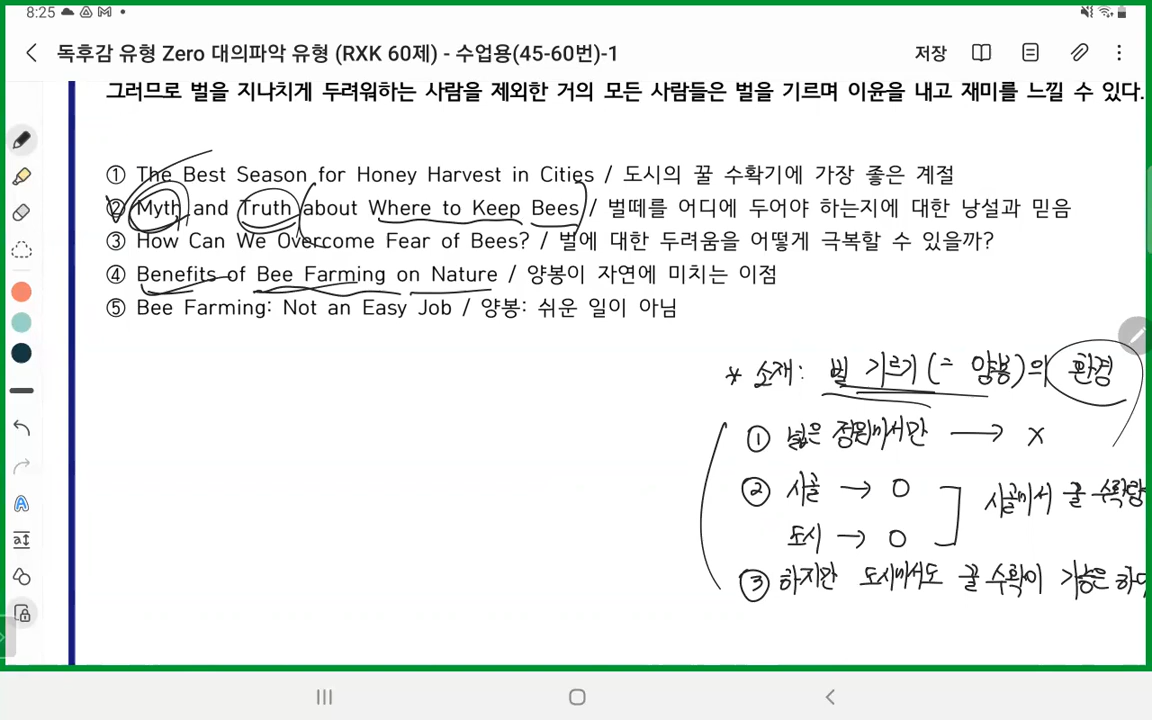 8:25
독후감 유형 Zero 대의파악 유형 (RXK 60제) - 수업용(45-60번)-1 저장
그러므로 벌을 지나치게 두려워하는 사람을 제외한 거의 모든 사람들은 벌을 기르며 이윤을 내고 재미를 느낄 수 있다.
① The Best Season for Honey Harvest in Cities / 도시의 꿀 수확기에 가장 좋은 계절
② Myth and Truth about Where to Keep Bees / 벌떼를 어디에 두어야 하는지에 대한 낭설과 믿음
③ How Can We Overcome Fear of Bees? / 벌에 대한 두려움을 어떻게 극복할 수 있을까?
④ Benefits of Bee Farming on Nature / 양봉이 자연에 미치는 이점
⑤ Bee Farming: Not an Easy Job / 양봉: 쉬운 일이 아님
* 소재: 벌 기르기(= 양봉)의 환경
① 넓은 정원에서만 → X
② 시골 → O 시골에서 꿀 수확량
도시 → O
③ 하지만 도시에서도 꿀 수확이 가능은 하다